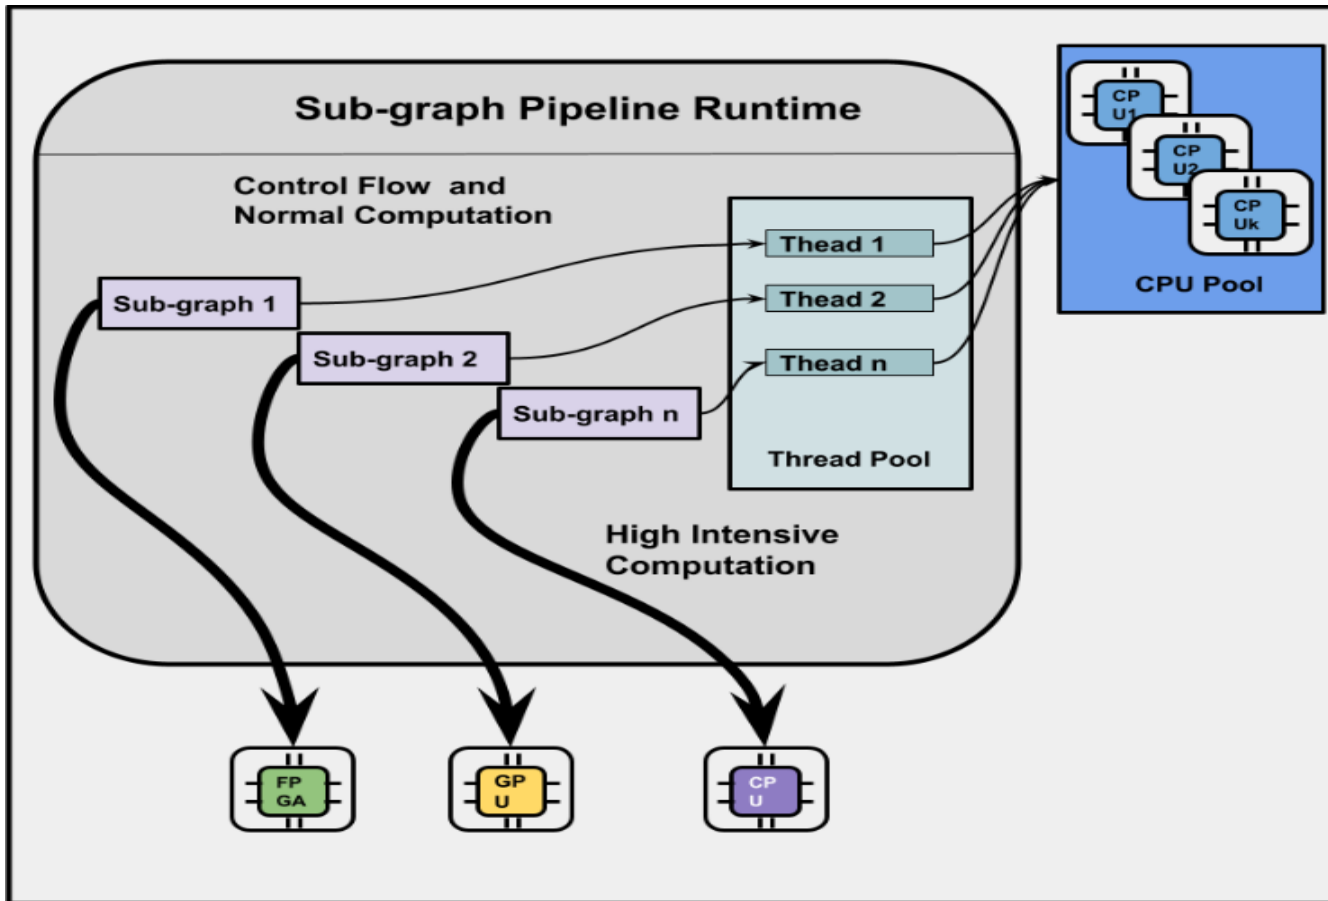 Sub-graph Pipeline Runtime
Control Flow and
Normal Computation
Sub-graph 1
Sub-graph 2
Sub-graph n
Thead 1
Thead 2
Thead n
Thread Pool
High Intensive
Computation
CP
U1
CP
U2
CP
Uk
CPU Pool
FP
GA
GP
U
CP
U